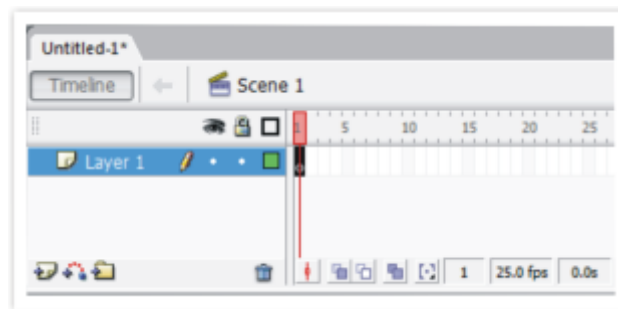 Untitled-1*
Timeline Scene 1
1 5 10 15 20 25
Layer 1
1 25.0 fps 0.0s